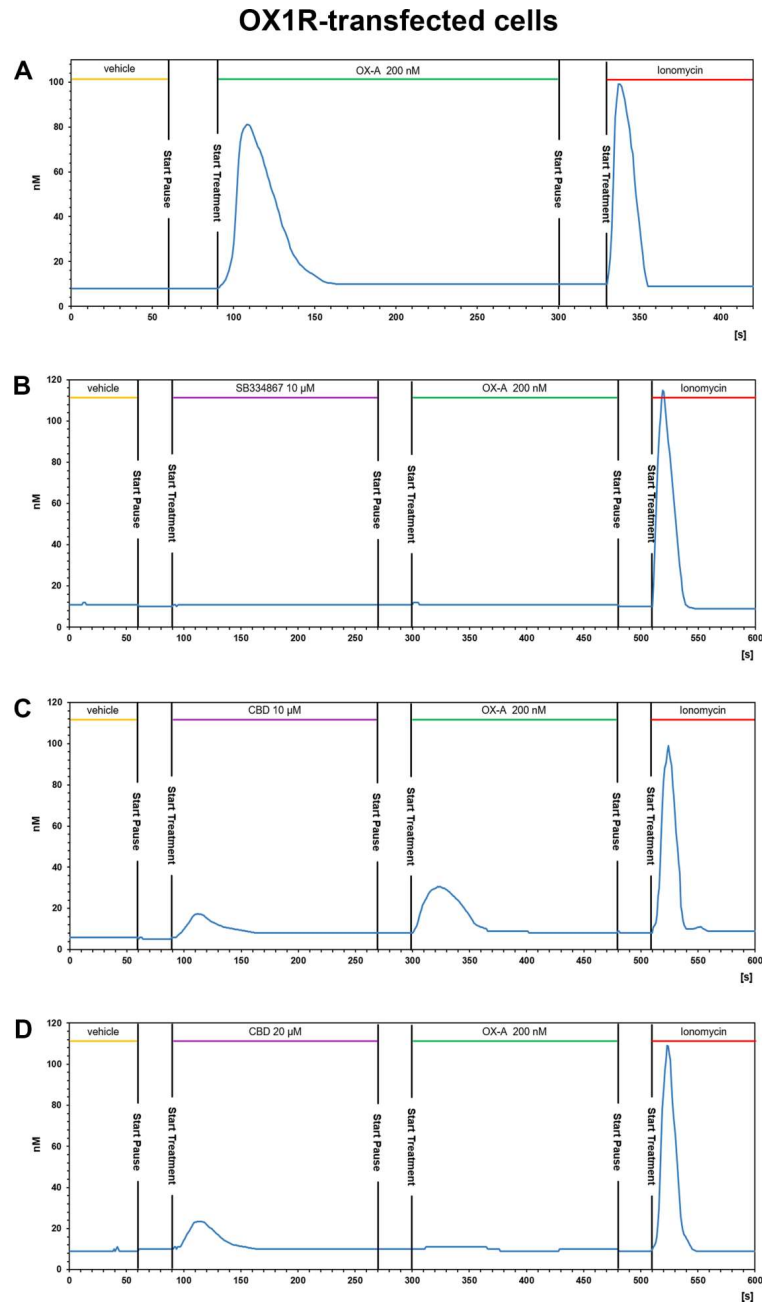 OX1R-transfected cells
A
vehicle
OX-A 200 nM
Ionomycin
Start Pause
Start Treatment
Start Pause
Start Treatment
nM
100
80
60
40
20
0
0 50 100 150 200 250 300 350 400
[s]
B
vehicle
SB334867 10 µM
OX-A 200 nM
Ionomycin
Start Pause
Start Treatment
Start Pause
Start Treatment
Start Pause
Start Treatment
nM
120
100
80
60
40
20
0
0 50 100 150 200 250 300 350 400 450 500 550 600
[s]
C
vehicle
CBD 10 µM
OX-A 200 nM
Ionomycin
Start Pause
Start Treatment
Start Pause
Start Treatment
Start Pause
Start Treatment
nM
120
100
80
60
40
20
0
0 50 100 150 200 250 300 350 400 450 500 550 600
[s]
D
vehicle
CBD 20 µM
OX-A 200 nM
Ionomycin
Start Pause
Start Treatment
Start Pause
Start Treatment
Start Pause
Start Treatment
nM
120
100
80
60
40
20
0
0 50 100 150 200 250 300 350 400 450 500 550 600
[s]